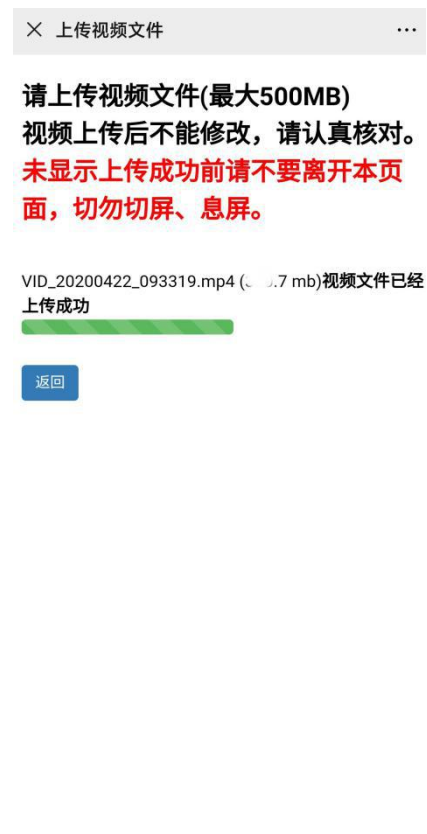 上传视频文件
请上传视频文件(最大500MB)
视频上传后不能修改，请认真核对。
未显示上传成功前请不要离开本页
面，切勿切屏、息屏。
VID_20200422_093319.mp4 ( .7 mb)视频文件已经
上传成功
返回